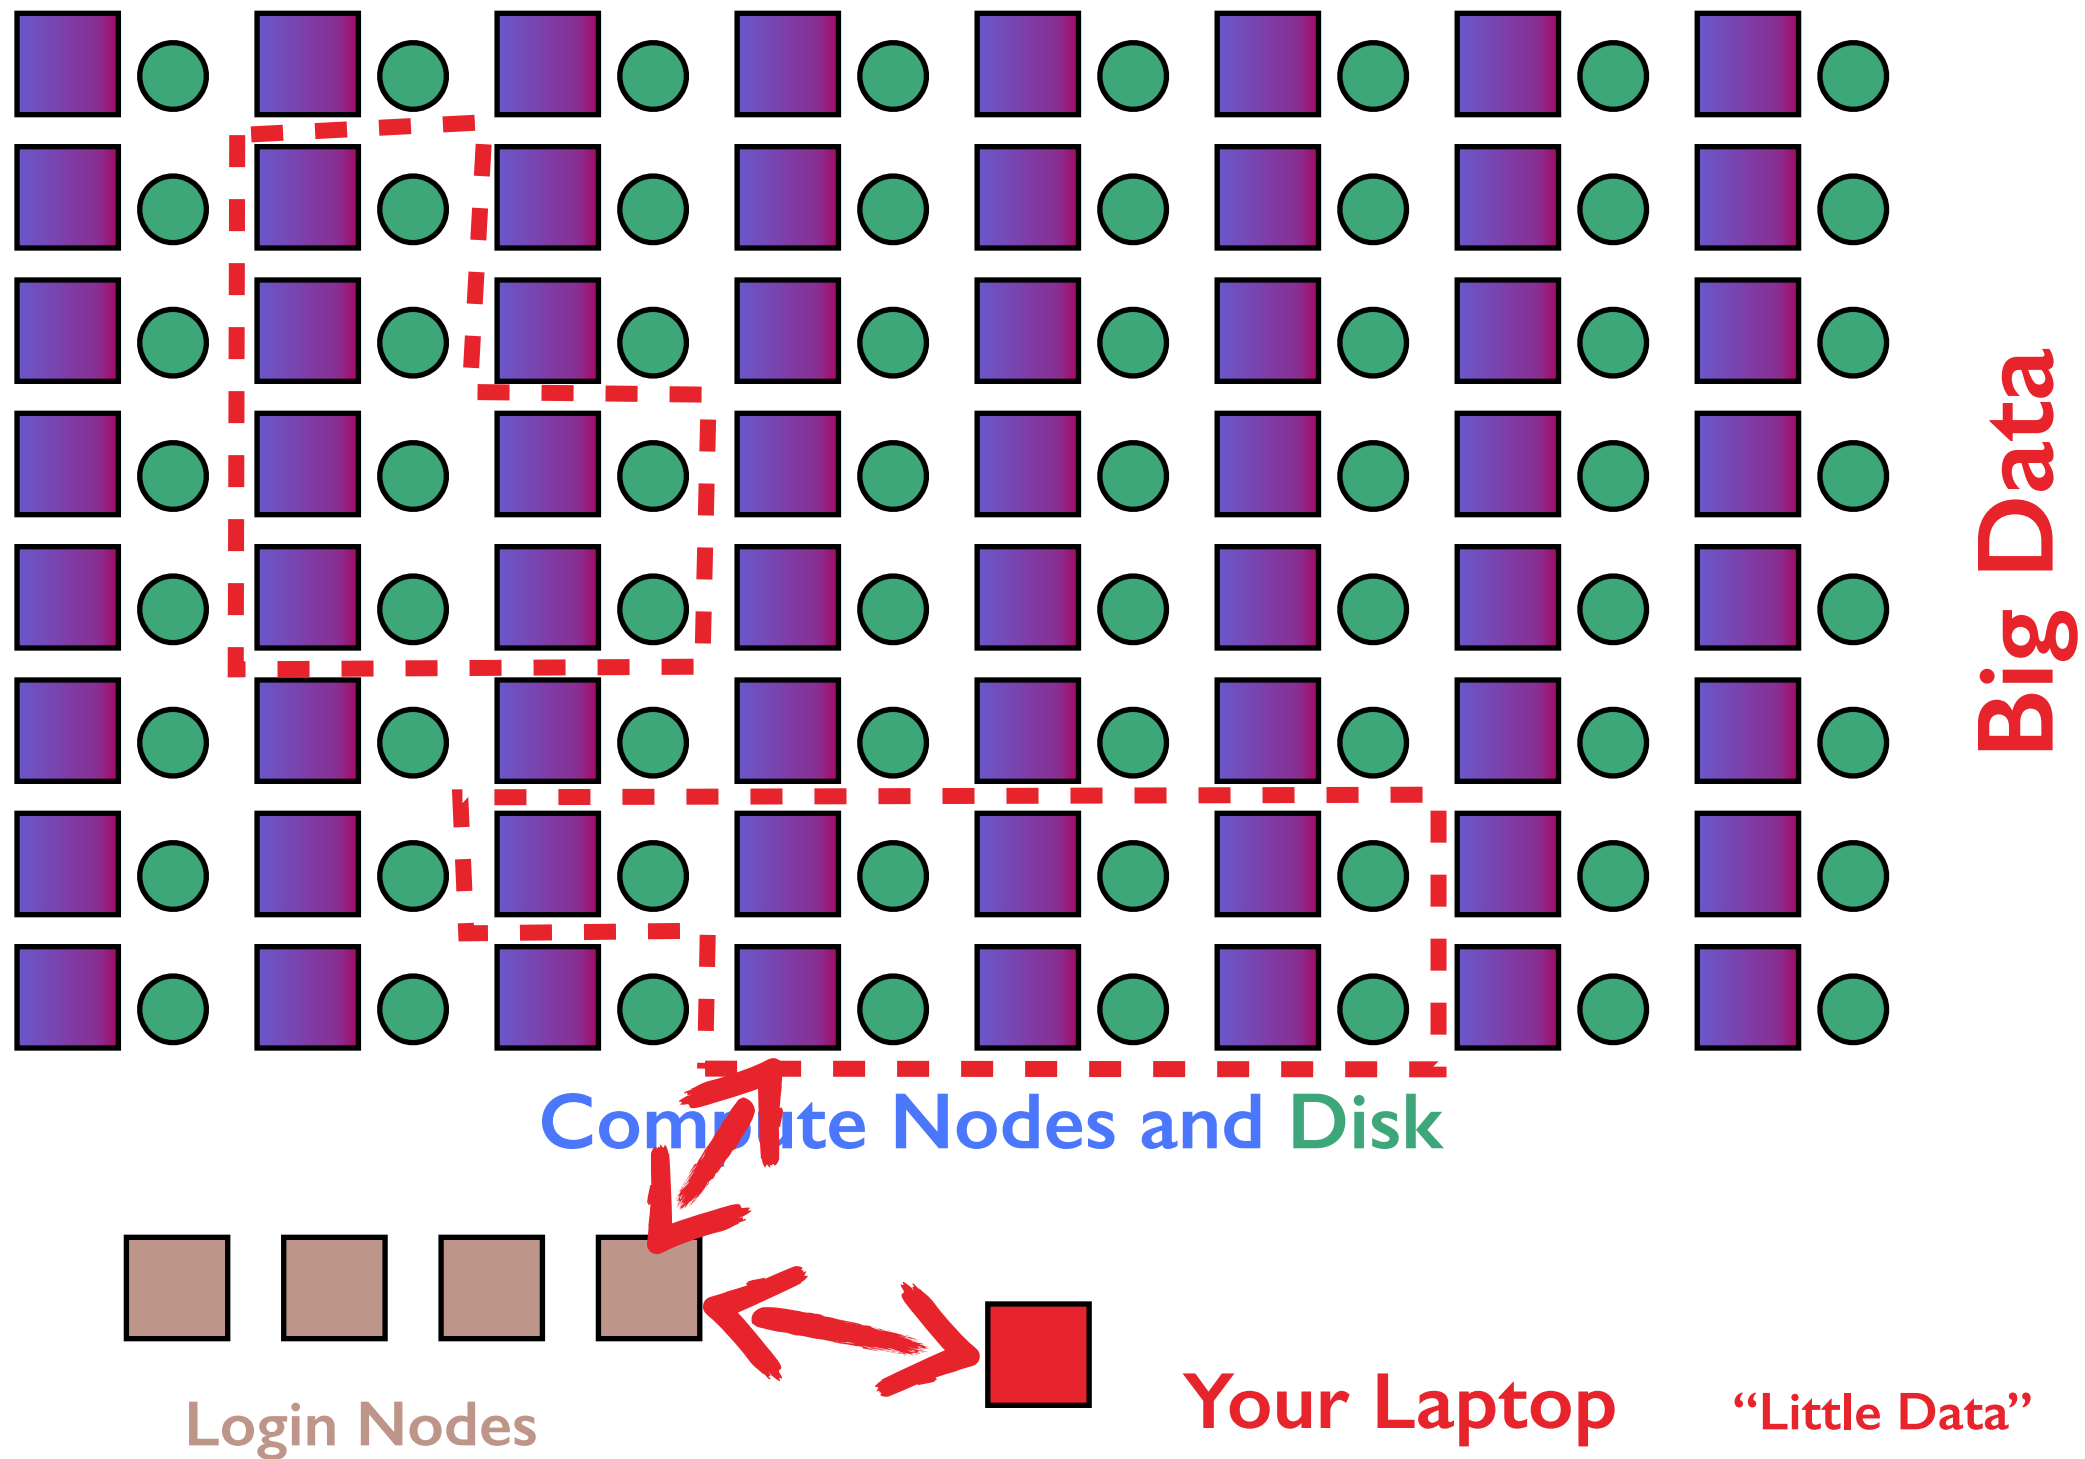 Big Data
Compute Nodes and Disk
Login Nodes
Your Laptop
“Little Data”